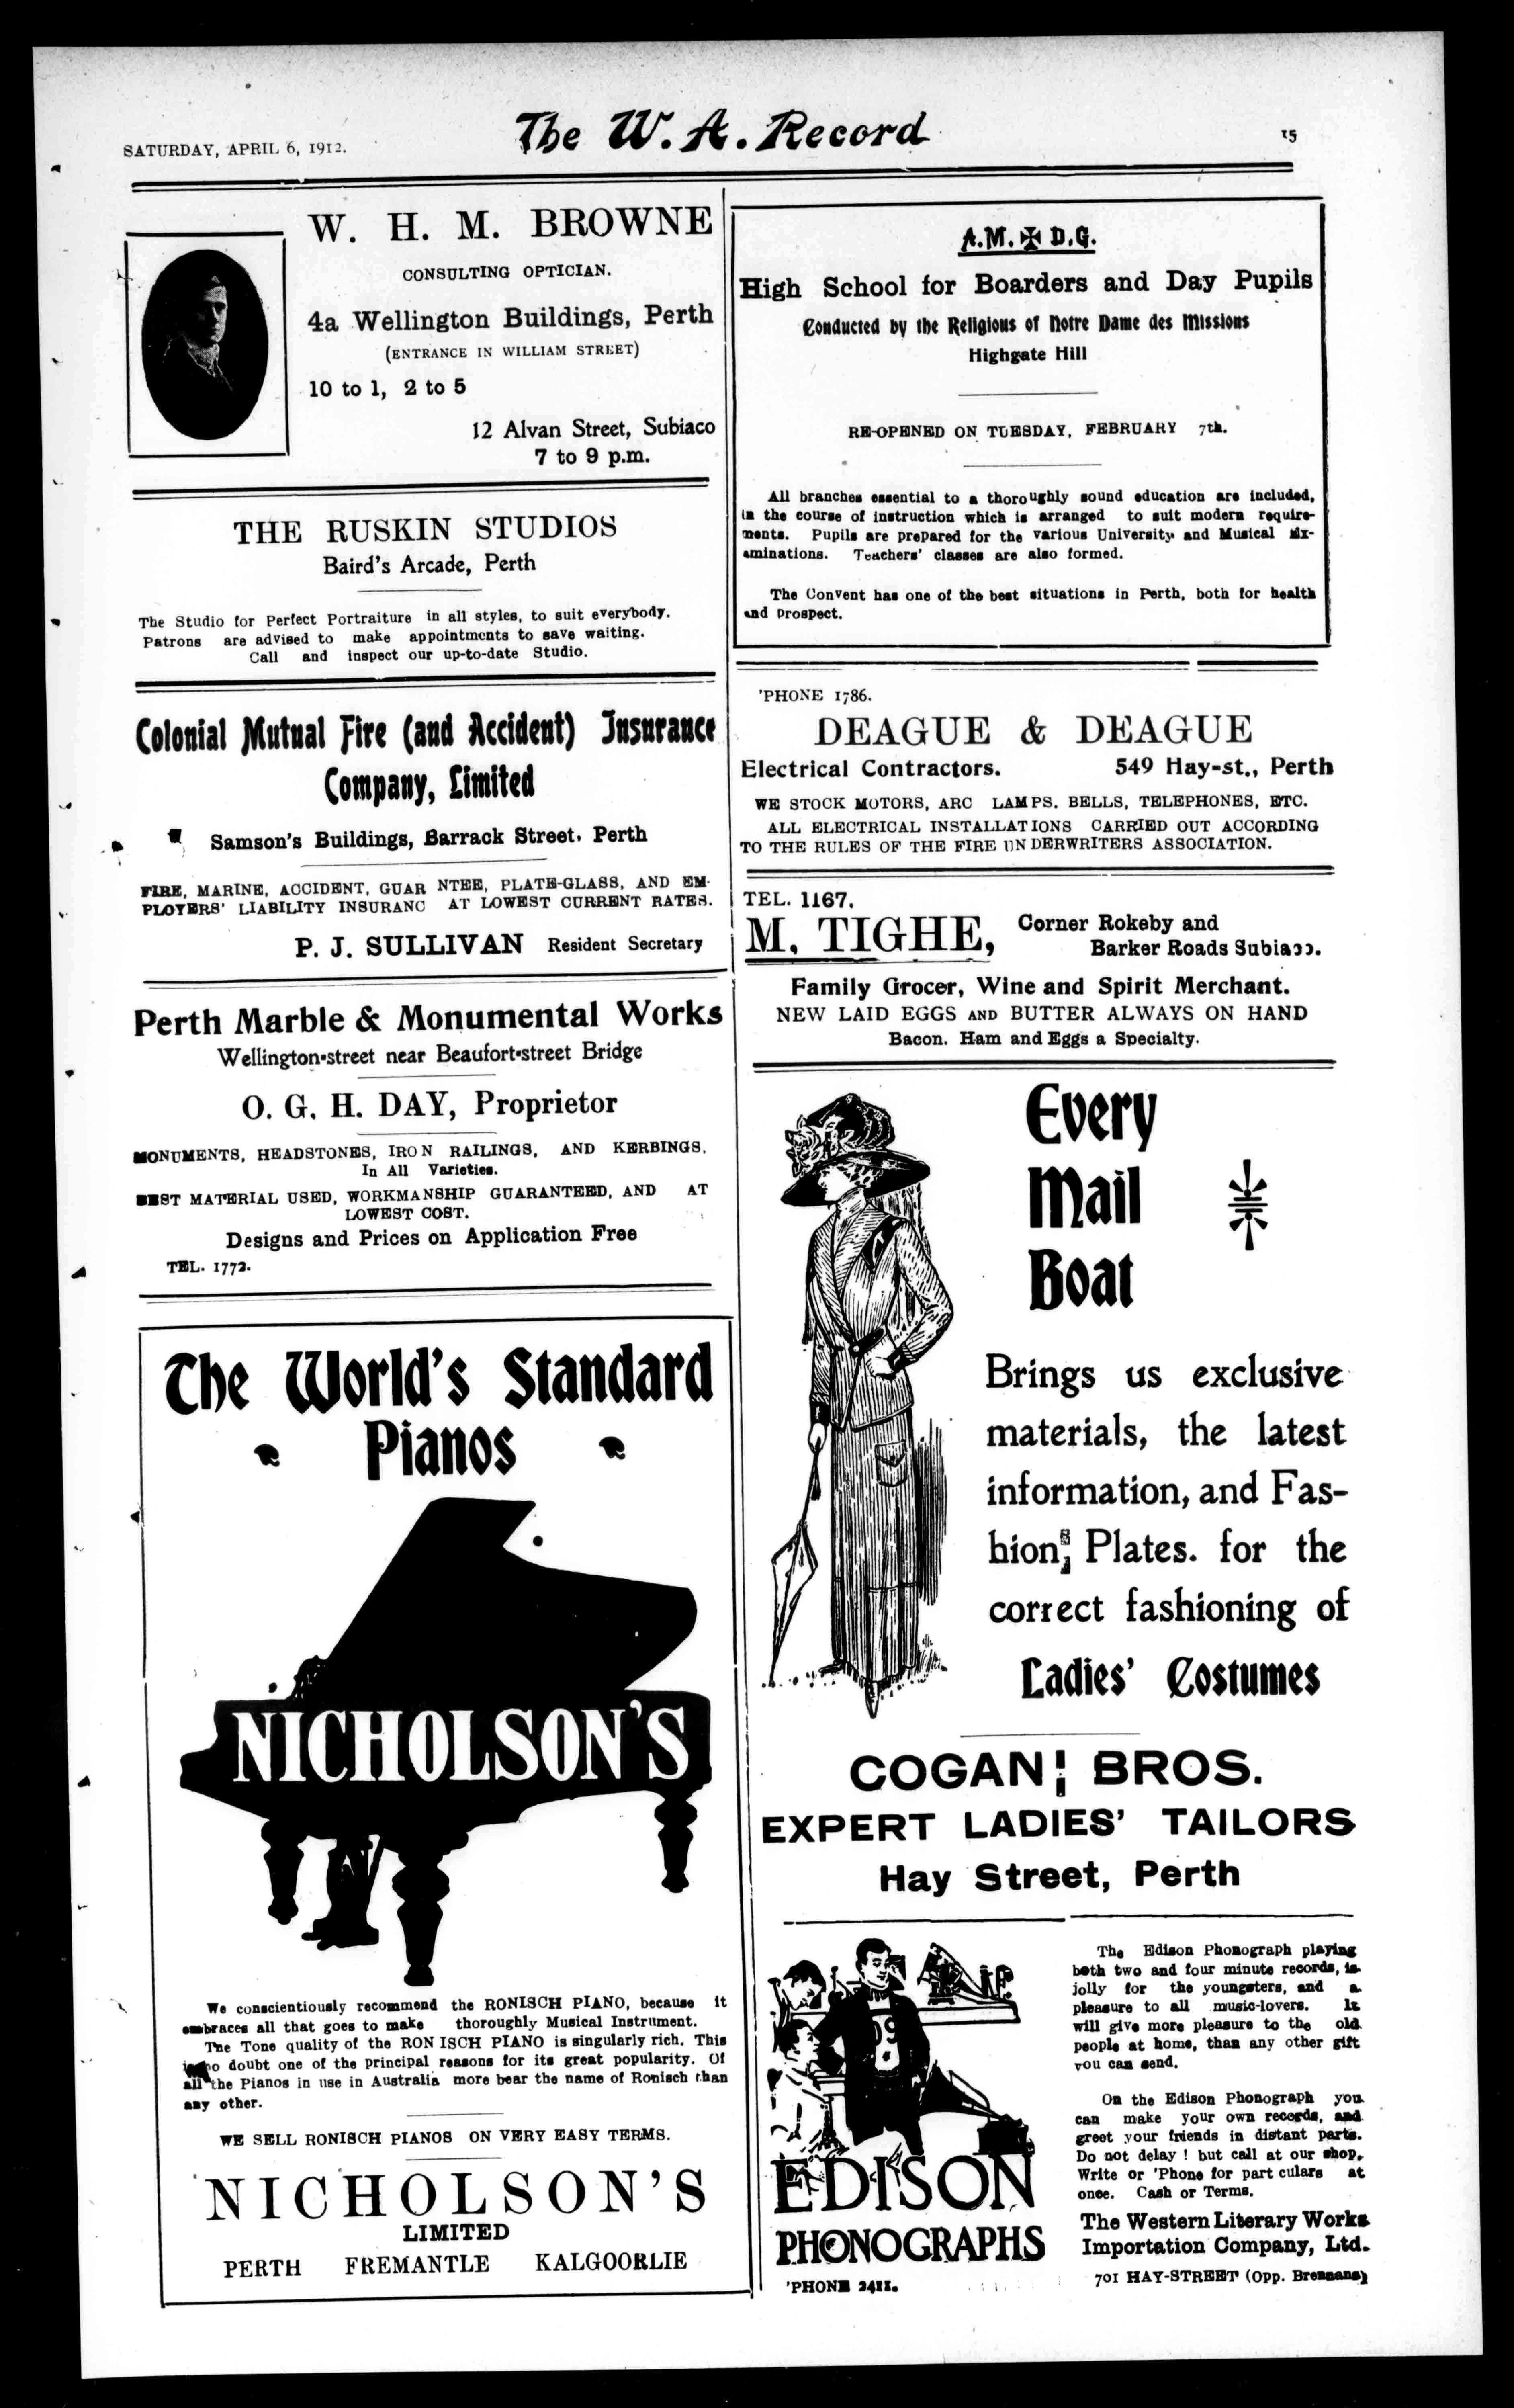 SATURDAY, APRIL 6, 1912.
The W. A. Record
15
W. H. M. BROWNE
CONSULTING OPTICIAN.
4a Wellington Buildings, Perth
(ENTRANCE IN WILLIAM STREET)
10 to 1, 2 to 5
12 Alvan Street, Subiaco
7 to 9 p.m.
THE RUSKIN STUDIOS
Baird's Arcade, Perth
The Studio for Perfect Portraiture in all styles, to suit everybody.
Patrons are advised to make appointments to save waiting.
Call and inspect our up-to-date Studio.
Colonial Mutual Fire (and Accident) Insurance
Company, Limited
Samson's Buildings, Barrack Street. Perth
FIRE, MARINE, ACCIDENT, GUAR NTEE, PLATE-GLASS, AND EM-
PLOYERS' LIABILITY INSURANC AT LOWEST CURRENT RATES.
P. J. SULLIVAN Resident Secretary
Perth Marble & Monumental Works
Wellington-street near Beaufort-street Bridge
O. G. H. DAY, Proprietor
MONUMENTS, HEADSTONES, IRON RAILINGS, AND KERBINGS,
In All Varieties.
BEST MATERIAL USED, WORKMANSHIP GUARANTEED, AND AT
LOWEST COST.
Designs and Prices on Application Free
TEL. 1772.
The World's Standard
Pianos
NICHOLSON'S
We conscientiously recommend the RONISCH PIANO, because it
embraces all that goes to make thoroughly Musical Instrument.
The Tone quality of the RONISCH PIANO is singularly rich. This
is no doubt one of the principal reasons for its great popularity. Of
all the Pianos in use in Australia more bear the name of Ronisch than
any other.
WE SELL RONISCH PIANOS ON VERY EASY TERMS.
NICHOLSON'S
LIMITED
PERTH FREMANTLE KALGOORLIE
A.M.✠D.G.
High School for Boarders and Day Pupils
Conducted by the Religious of Notre Dame des Missions
Highgate Hill
RE-OPENED ON TUESDAY, FEBRUARY 7th.
All branches essential to a thoroughly sound education are included,
in the course of instruction which is arranged to suit modern require-
ments. Pupils are prepared for the various University and Musical Ex-
aminations. Teachers' classes are also formed.
The Convent has one of the best situations in Perth, both for health
and prospect.
'PHONE 1786.
DEAGUE & DEAGUE
Electrical Contractors. 549 Hay-st., Perth
WE STOCK MOTORS, ARC LAMPS. BELLS, TELEPHONES, ETC.
ALL ELECTRICAL INSTALLATIONS CARRIED OUT ACCORDING
TO THE RULES OF THE FIRE UNDERWRITERS ASSOCIATION.
TEL. 1167.
M. TIGHE, Corner Rokeby and
Barker Roads Subiaco.
Family Grocer, Wine and Spirit Merchant.
NEW LAID EGGS AND BUTTER ALWAYS ON HAND
Bacon. Ham and Eggs a Specialty.
Every
Mail
Boat
Brings us exclusive
materials, the latest
information, and Fas-
hion Plates. for the
correct fashioning of
Ladies' Costumes
COGAN BROS.
EXPERT LADIES' TAILORS
Hay Street, Perth
EDISON
PHONOGRAPHS
'PHONE 2411.
The Edison Phonograph playing
both two and four minute records, is
jolly for the youngsters, and a
pleasure to all music-lovers. It
will give more pleasure to the old
people at home, than any other gift
you can send.
On the Edison Phonograph you
can make your own records, and
greet your friends in distant parts.
Do not delay ! but call at our shop,
Write or 'Phone for part culars at
once. Cash or Terms.
The Western Literary Works
Importation Company, Ltd.
701 HAY-STREET (Opp. Brennans)